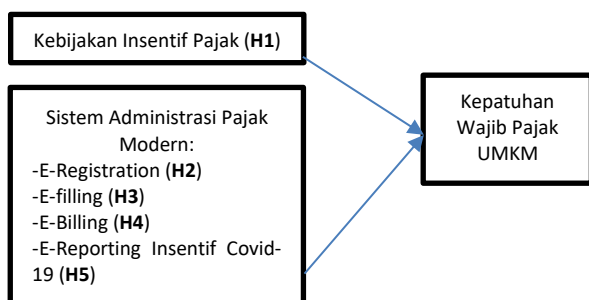 Kebijakan Insentif Pajak (H1)
Sistem Administrasi Pajak
Modern:
-E-Registration (H2)
-E-filling (H3)
-E-Billing (H4)
-E-Reporting Insentif Covid-
19 (H5)
Kepatuhan
Wajib Pajak
UMKM